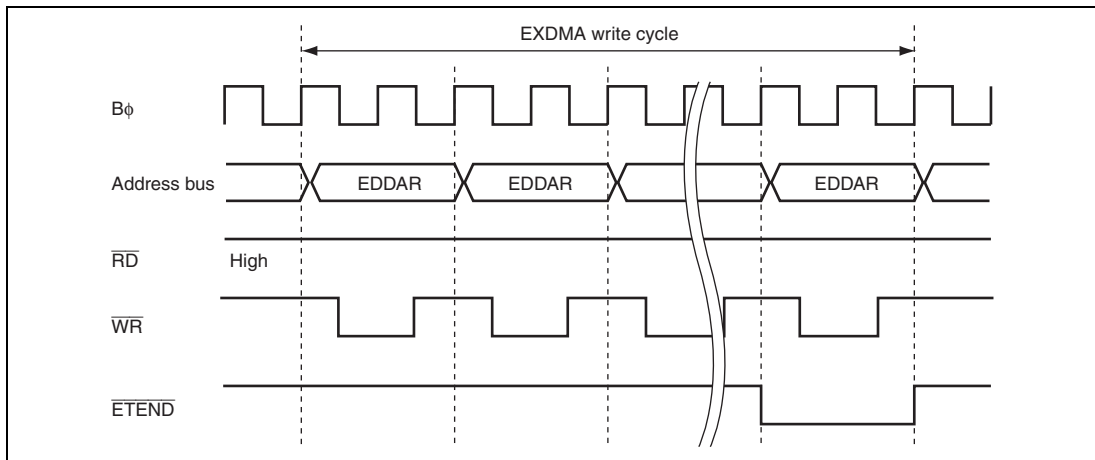 EXDMA write cycle
Bϕ
Address bus EDDAR EDDAR EDDAR
RD High
WR
ETEND